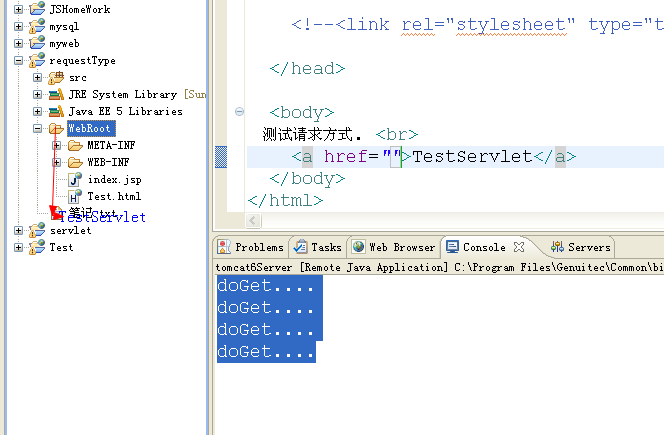 JSHomeWork
mysql
myweb
requestType
src
JRE System Library [Sun
Java EE 5 Libraries
WebRoot
META-INF
WEB-INF
index.jsp
Test.html
笔记.txt
TestServlet
servlet
Test
<!--<link rel="stylesheet" type="t
</head>
<body>
测试请求方式. <br>
<a href="">TestServlet</a>
</body>
</html>
Problems Tasks Web Browser Console Servers
tomcat6Server [Remote Java Application] C:\Program Files\Genuitec\Common\bi
doGet....
doGet....
doGet....
doGet....